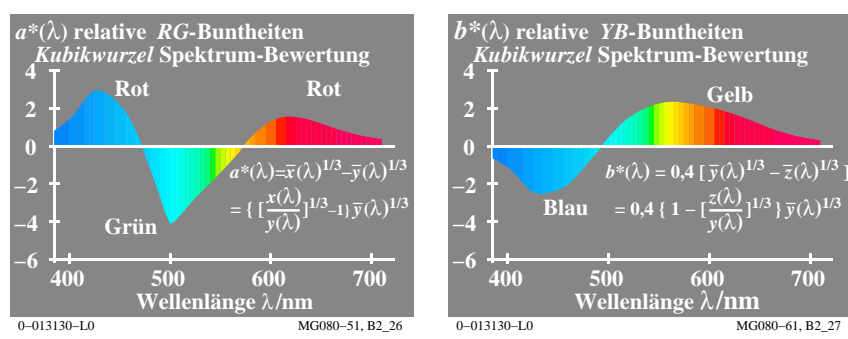 a*(λ) relative RG-Buntheiten
Kubikwurzel Spektrum-Bewertung
4
2
0
−2
−4
−6
Rot
Rot
Grün
a*(λ)=x̅(λ)^1/3−y̅(λ)^1/3
= { [x(λ)/y(λ)]^1/3−1} y̅(λ)^1/3
400 500 600 700
Wellenlänge λ/nm
0−013130−L0 MG080−51, B2_26
b*(λ) relative YB-Buntheiten
Kubikwurzel Spektrum-Bewertung
4
2
0
−2
−4
−6
Gelb
Blau
b*(λ) = 0,4 [ y̅(λ)^1/3 − z̅(λ)^1/3 ]
= 0,4 { 1 − [z(λ)/y(λ)]^1/3 } y̅(λ)^1/3
400 500 600 700
Wellenlänge λ/nm
0−013130−L0 MG080−61, B2_27